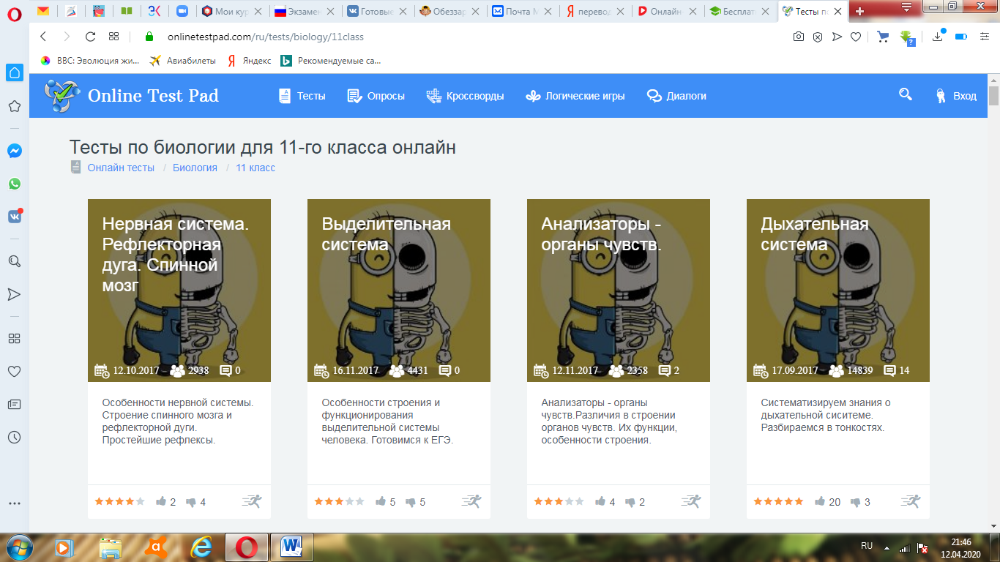 Мои кур
Экзамен
Готовые
Обеззар
Почта M
перевод
Онлайн
Бесплат
Тесты по
onlinetestpad.com/ru/tests/biology/11class
BBC: Эволюция жи...
Авиабилеты
Яндекс
Рекомендуемые са...
Online Test Pad
Тесты
Опросы
Кроссворды
Логические игры
Диалоги
Вход
Тесты по биологии для 11-го класса онлайн
Онлайн тесты / Биология / 11 класс
Нервная система.
Рефлекторная
дуга. Спинной
мозг
12.10.2017 2938 0
Особенности нервной системы.
Строение спинного мозга и
рефлекторной дуги.
Простейшие рефлексы.
2 4
Выделительная
система
16.11.2017 4431 0
Особенности строения и
функционирования
выделительной системы
человека. Готовимся к ЕГЭ.
5 5
Анализаторы -
органы чувств.
12.11.2017 2358 2
Анализаторы - органы
чувств.Различия в строении
органов чувств. Их функции,
особенности строения.
4 2
Дыхательная
система
17.09.2017 14839 14
Систематизируем знания о
дыхательной сиситеме.
Разбираемся в тонкостях.
20 3
RU
21:46
12.04.2020